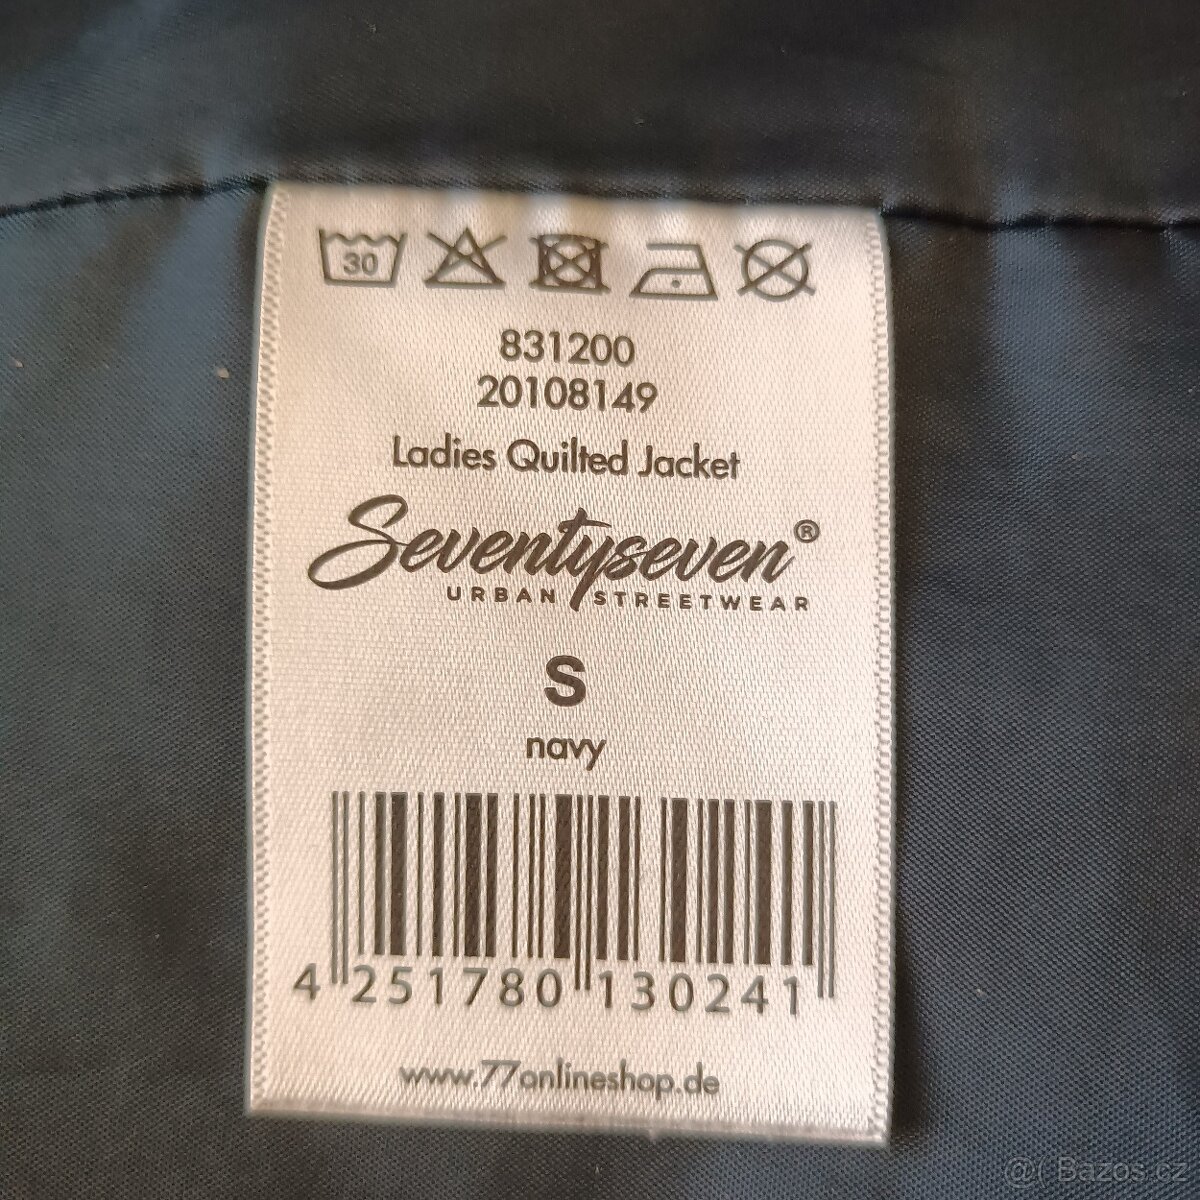 30
831200
20108149
Ladies Quilted Jacket
Seventyseven®
URBAN STREETWEAR
S
navy
4 251780 130241
www.77onlineshop.de
@( Bazos.cz